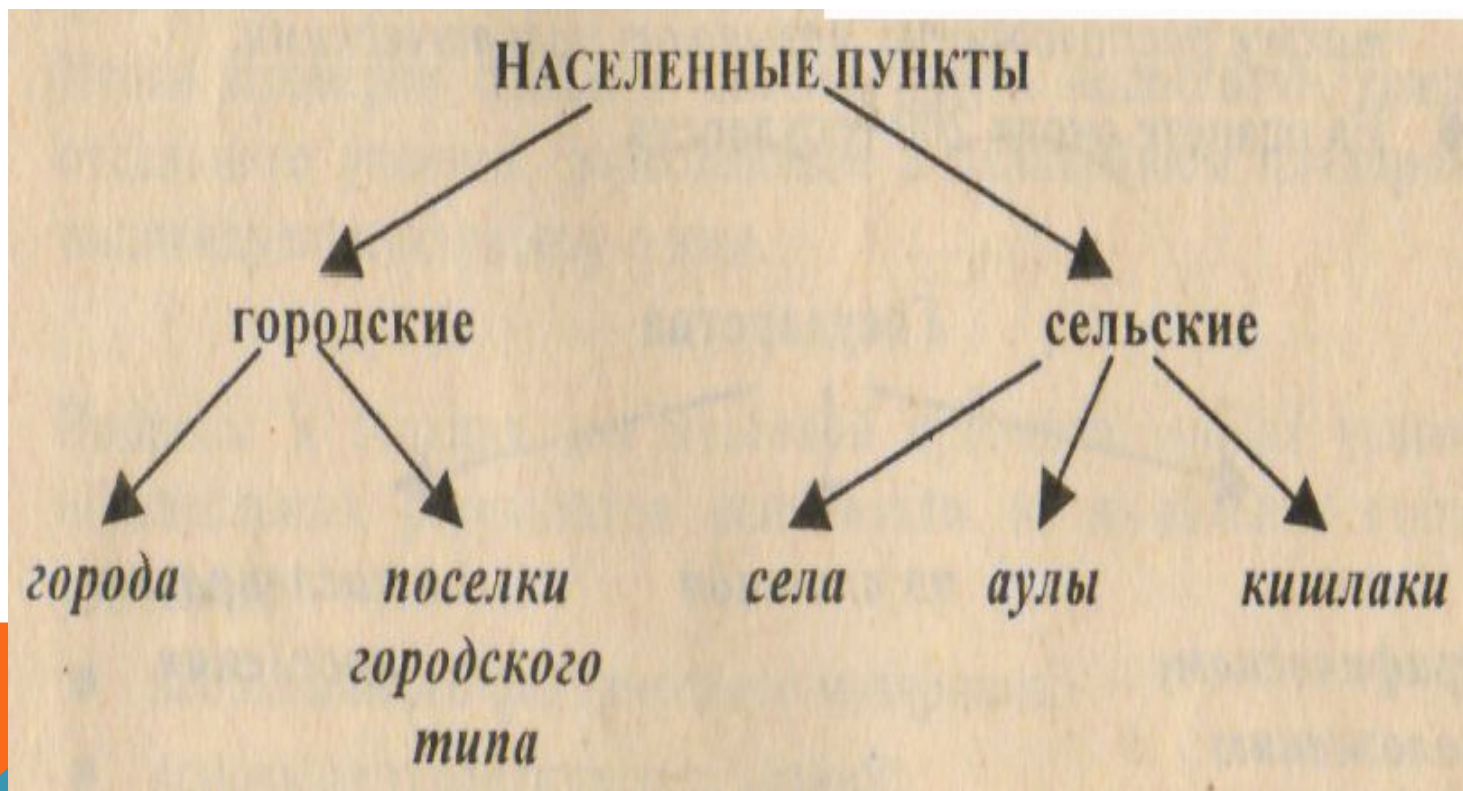 НАСЕЛЕННЫЕ ПУНКТЫ
городские сельские
города поселки села аулы кишлаки
городского
типа